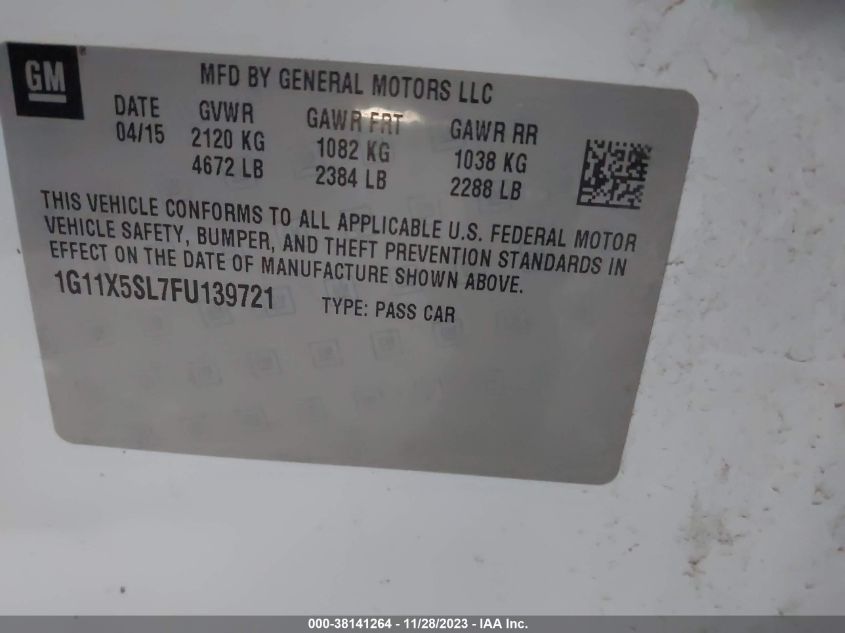 GM
MFD BY GENERAL MOTORS LLC
DATE GVWR GAWR FRT GAWR RR
04/15 2120 KG 1082 KG 1038 KG
4672 LB 2384 LB 2288 LB
THIS VEHICLE CONFORMS TO ALL APPLICABLE U.S. FEDERAL MOTOR
VEHICLE SAFETY, BUMPER, AND THEFT PREVENTION STANDARDS IN
EFFECT ON THE DATE OF MANUFACTURE SHOWN ABOVE.
1G11X5SL7FU139721 TYPE: PASS CAR
000-38141264 - 11/28/2023 - IAA Inc.